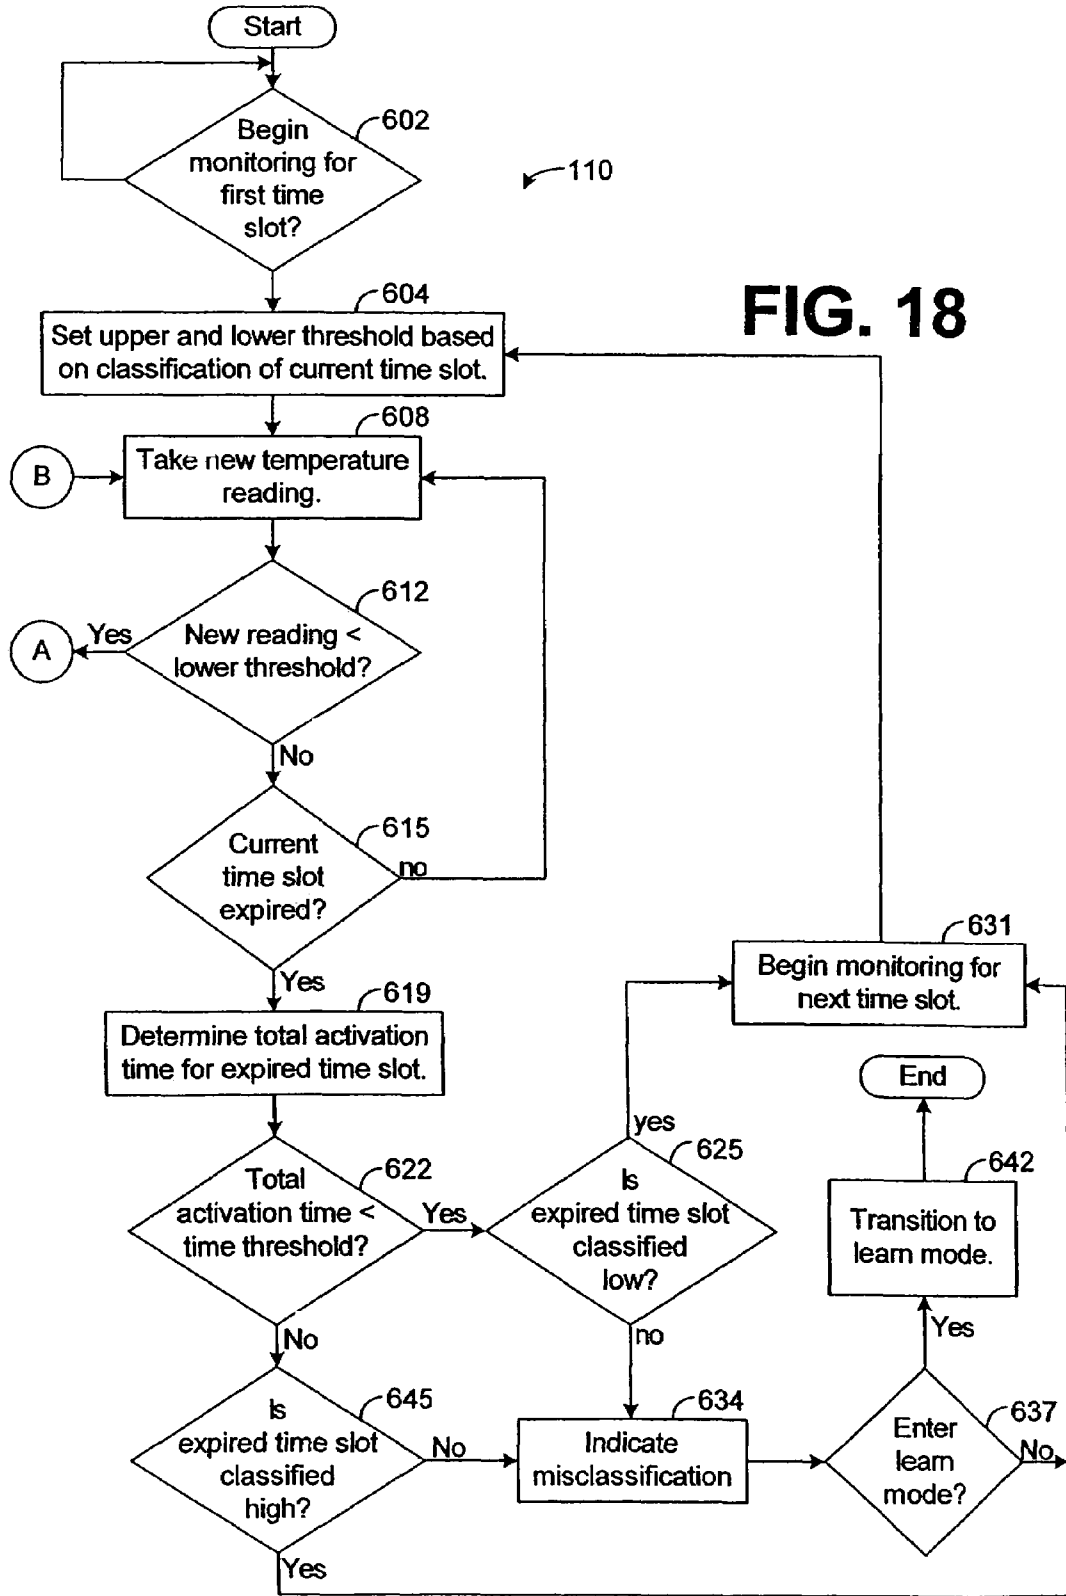 Start
602
Begin
monitoring for
first time
slot?
110
FIG. 18
604
Set upper and lower threshold based
on classification of current time slot.
608
B
Take new temperature
reading.
612
A
Yes
New reading <
lower threshold?
No
615
Current
time slot
expired?
no
Yes
631
Begin monitoring for
next time slot.
619
Determine total activation
time for expired time slot.
End
yes
622
Total
activation time <
time threshold?
Yes
625
Is
expired time slot
classified
low?
642
Transition to
learn mode.
No
no
Yes
645
Is
expired time slot
classified
high?
No
634
Indicate
misclassification
637
Enter
learn
mode?
No
Yes